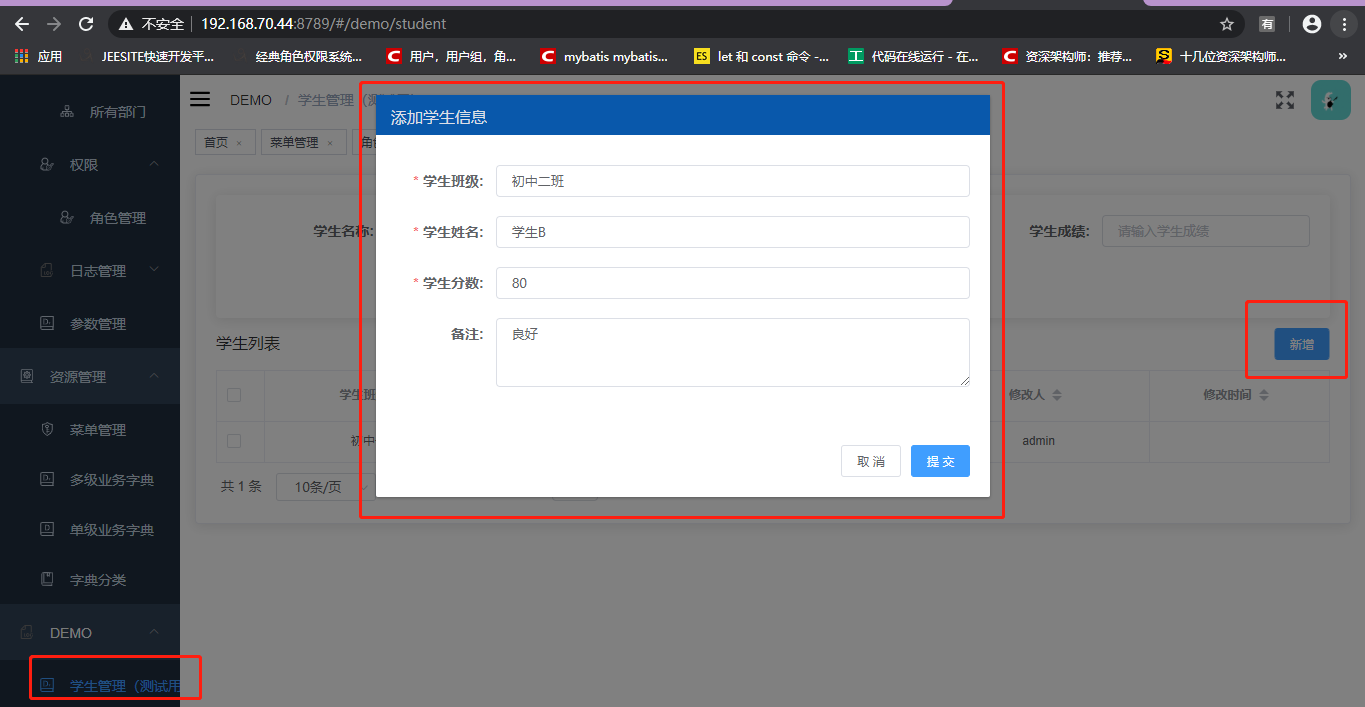 不安全 192.168.70.44:8789/#/demo/student 有
应用 JEESITE快速开发平... 经典角色权限系统... 用户，用户组，角... mybatis mybatis... ES let 和 const 命令 -... 工 代码在线运行 - 在... 资深架构师：推荐... 十几位资深架构师... »
所有部门
权限
角色管理
日志管理
参数管理
资源管理
菜单管理
多级业务字典
单级业务字典
字典分类
DEMO
学生管理（测试用
DEMO / 学生管理（测
首页 × 菜单管理 × 角
学生名称: 学生成绩: 请输入学生成绩
学生列表 新增
学生班 修改人 修改时间
初中 admin
共 1 条 10条/页
添加学生信息
* 学生班级: 初中二班
* 学生姓名: 学生B
* 学生分数: 80
备注: 良好
取 消 提 交